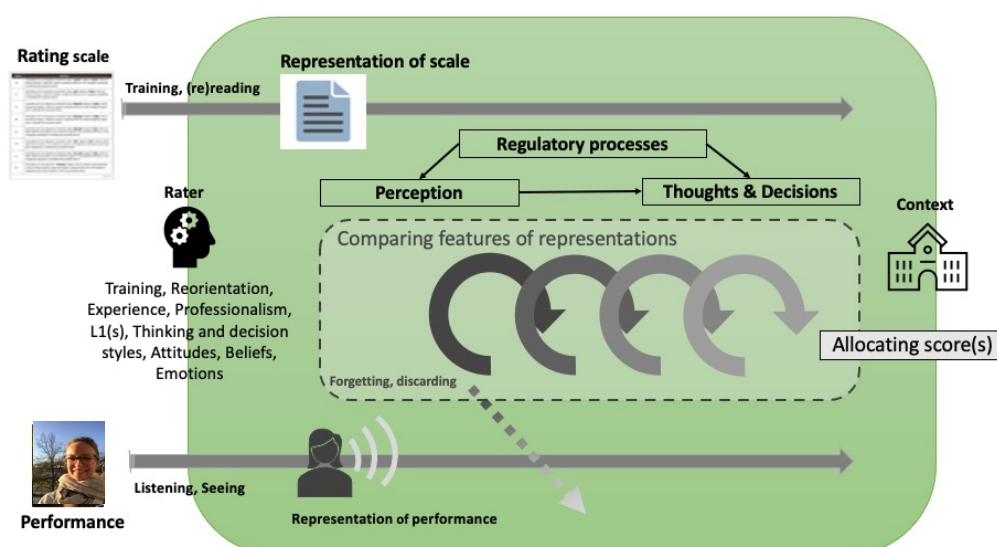 Rating scale
Representation of scale
Training, (re)reading
Regulatory processes
Perception
Thoughts & Decisions
Rater
Context
Comparing features of representations
Training, Reorientation,
Experience, Professionalism,
L1(s), Thinking and decision
styles, Attitudes, Beliefs,
Emotions
Allocating score(s)
Forgetting, discarding
Listening, Seeing
Performance
Representation of performance